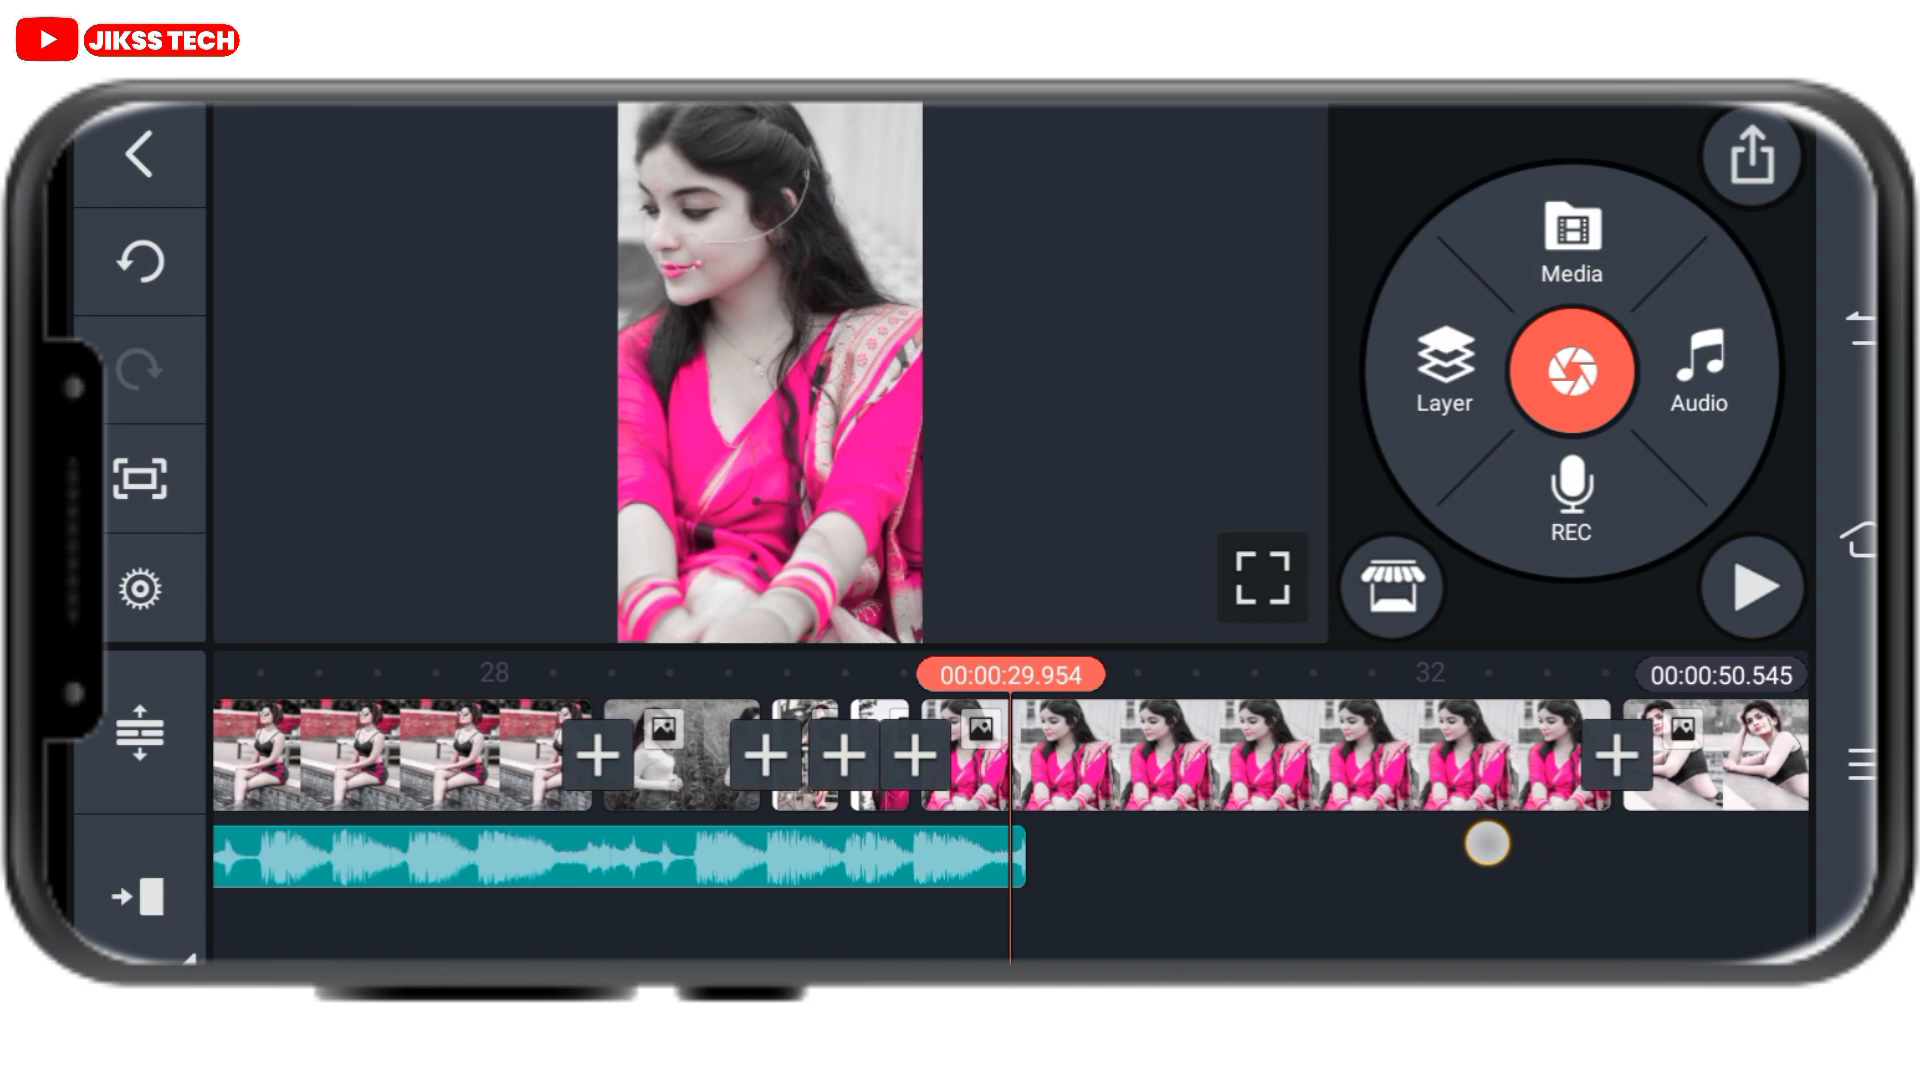 JIKSS TECH
Media
Layer
Audio
REC
28
00:00:29.954
32
00:00:50.545